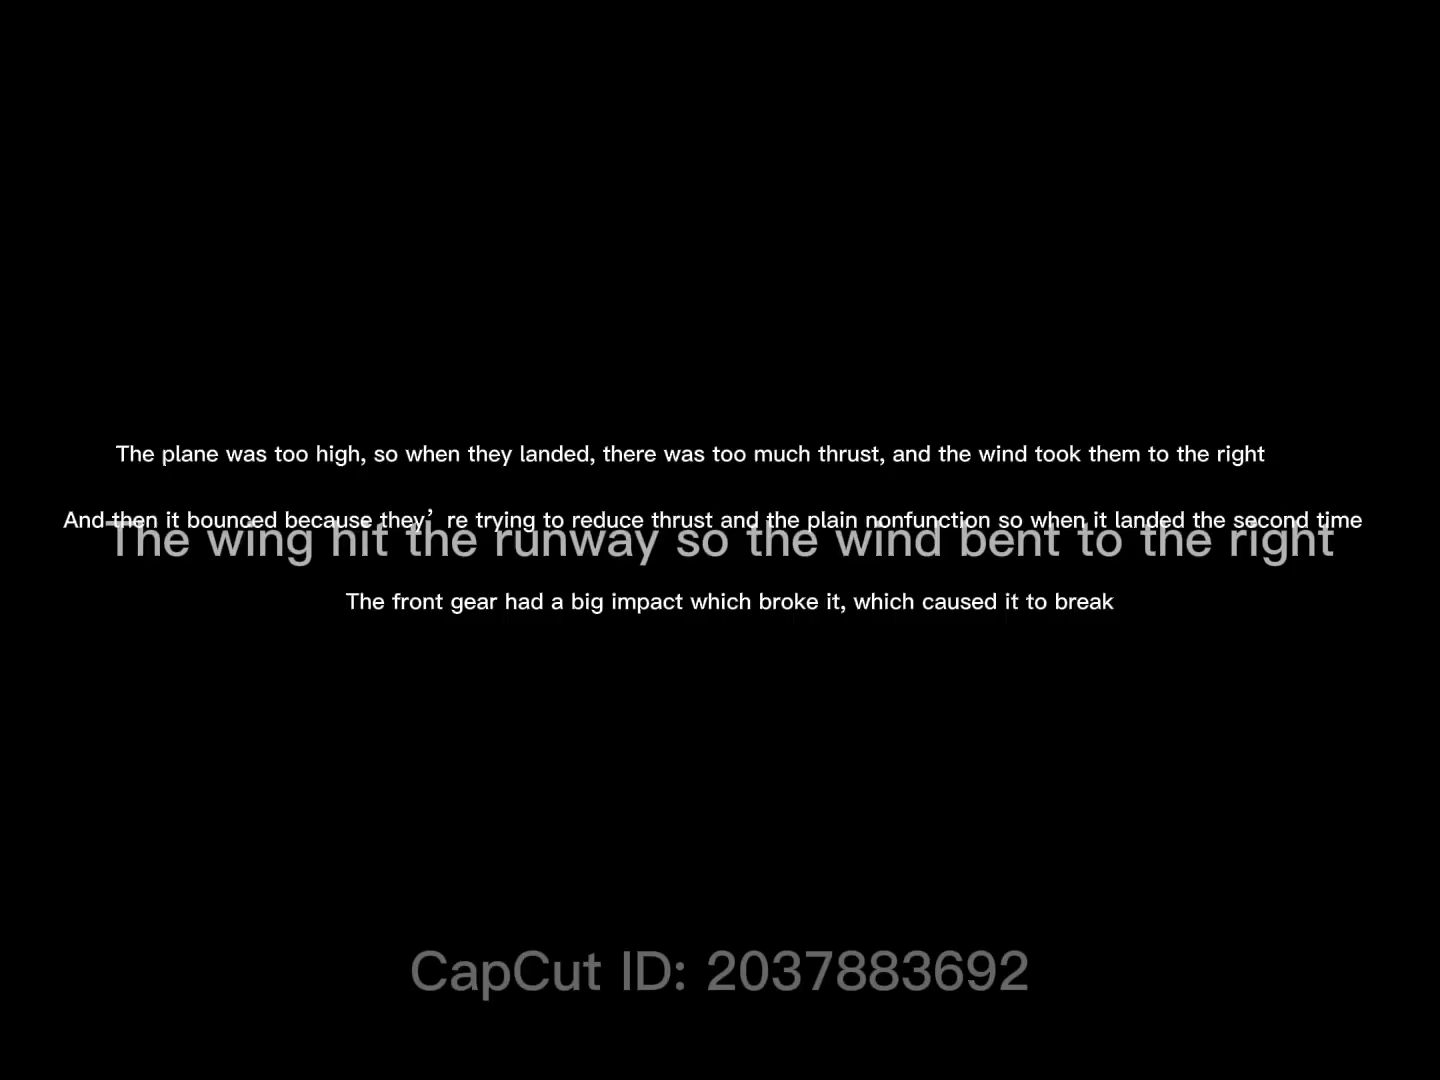 The plane was too high, so when they landed, there was too much thrust, and the wind took them to the right
And then it bounced because they’re trying to reduce thrust and the plain nonfunction so when it landed the second time
The wing hit the runway so the wind bent to the right
The front gear had a big impact which broke it, which caused it to break
CapCut ID: 2037883692